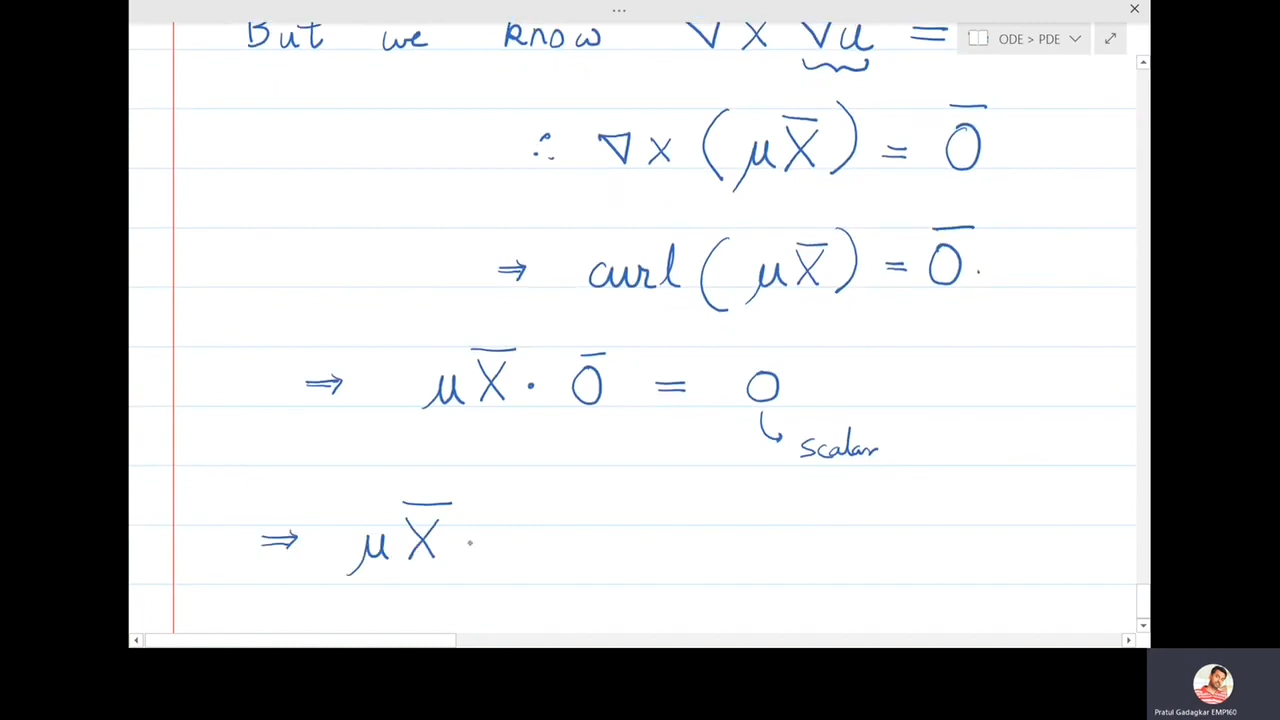 But we know ∇ × ∇u =
ODE > PDE
∴ ∇ × (μX̄) = 0̄
⇒ curl (μX̄) = 0̄.
⇒ μX̄ · 0̄ = 0
scalar
⇒ μX̄ ·
Pratul Gadagkar EMP160